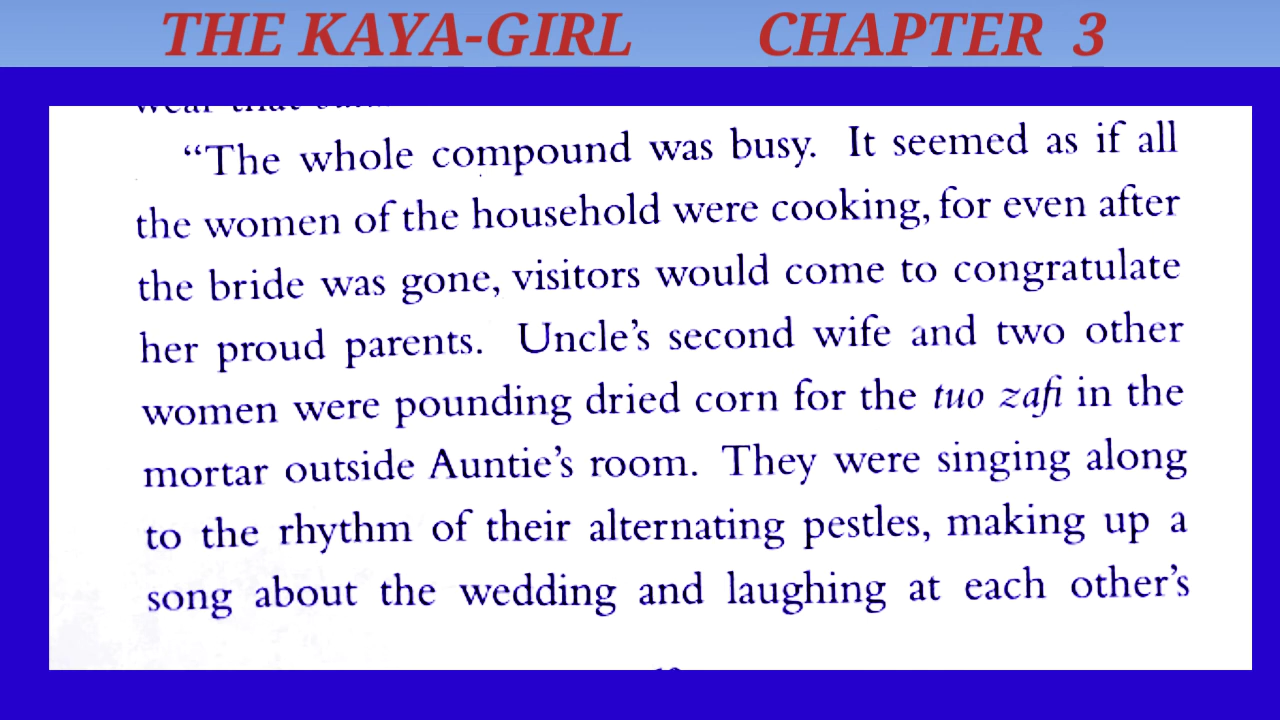 THE KAYA-GIRL CHAPTER 3
“The whole compound was busy. It seemed as if all
the women of the household were cooking, for even after
the bride was gone, visitors would come to congratulate
her proud parents. Uncle’s second wife and two other
women were pounding dried corn for the tuo zafi in the
mortar outside Auntie’s room. They were singing along
to the rhythm of their alternating pestles, making up a
song about the wedding and laughing at each other’s